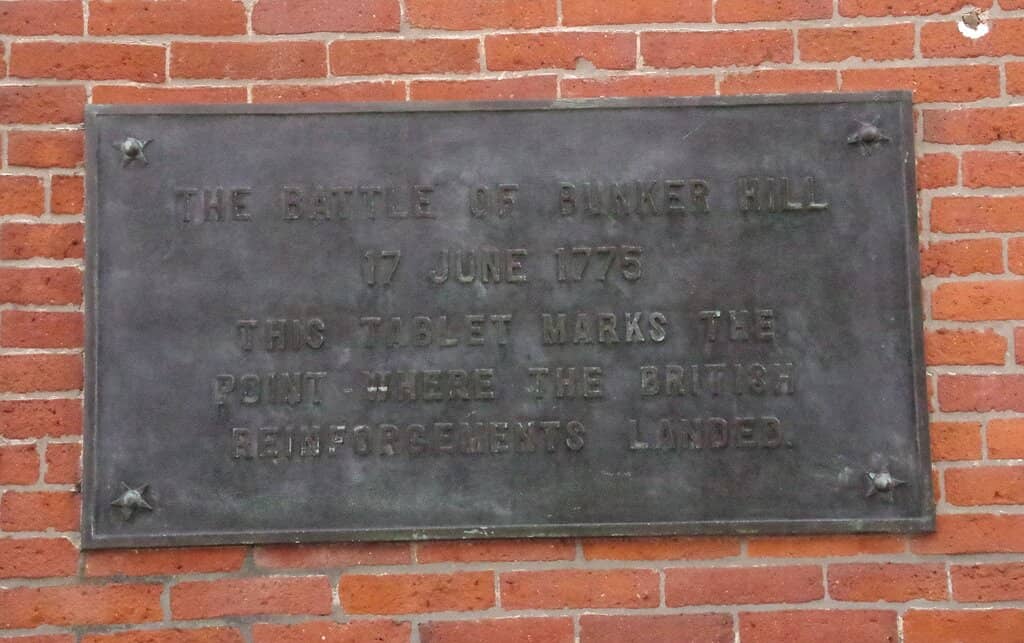 THE BATTLE OF BUNKER HILL
17 JUNE 1775
THIS TABLET MARKS THE
POINT WHERE THE BRITISH
REINFORCEMENTS LANDED.